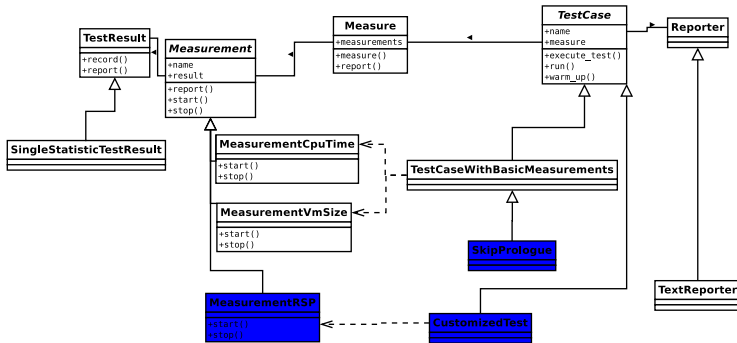 TestResult
+record()
+report()
Measurement
+name
+result
+report()
+start()
+stop()
Measure
+measurements
+measure()
+report()
TestCase
+name
+measure
+execute_test()
+run()
+warm_up()
Reporter
SingleStatisticTestResult
MeasurementCpuTime
+start()
+stop()
TestCaseWithBasicMeasurements
MeasurementVmSize
+start()
+stop()
SkipPrologue
MeasurementRSP
+start()
+stop()
CustomizedTest
TextReporter